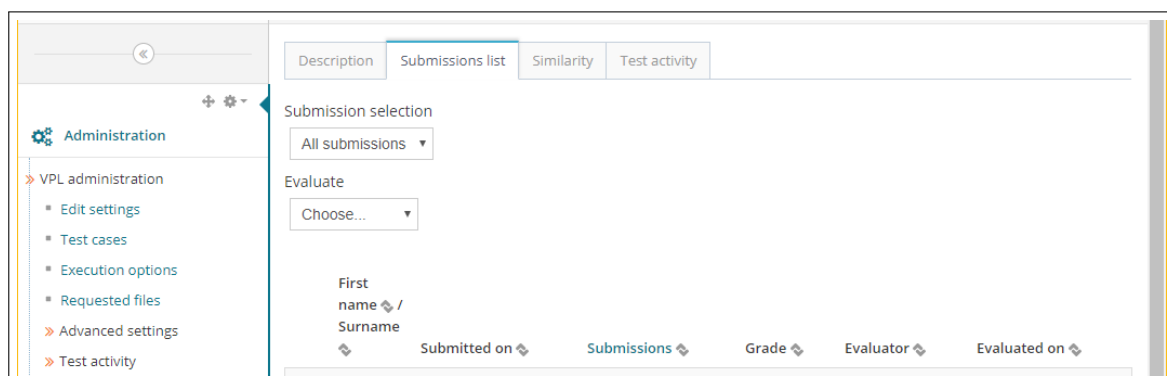 Administration
VPL administration
Edit settings
Test cases
Execution options
Requested files
Advanced settings
Test activity
Description Submissions list Similarity Test activity
Submission selection
All submissions
Evaluate
Choose...
First
name /
Surname
Submitted on Submissions Grade Evaluator Evaluated on